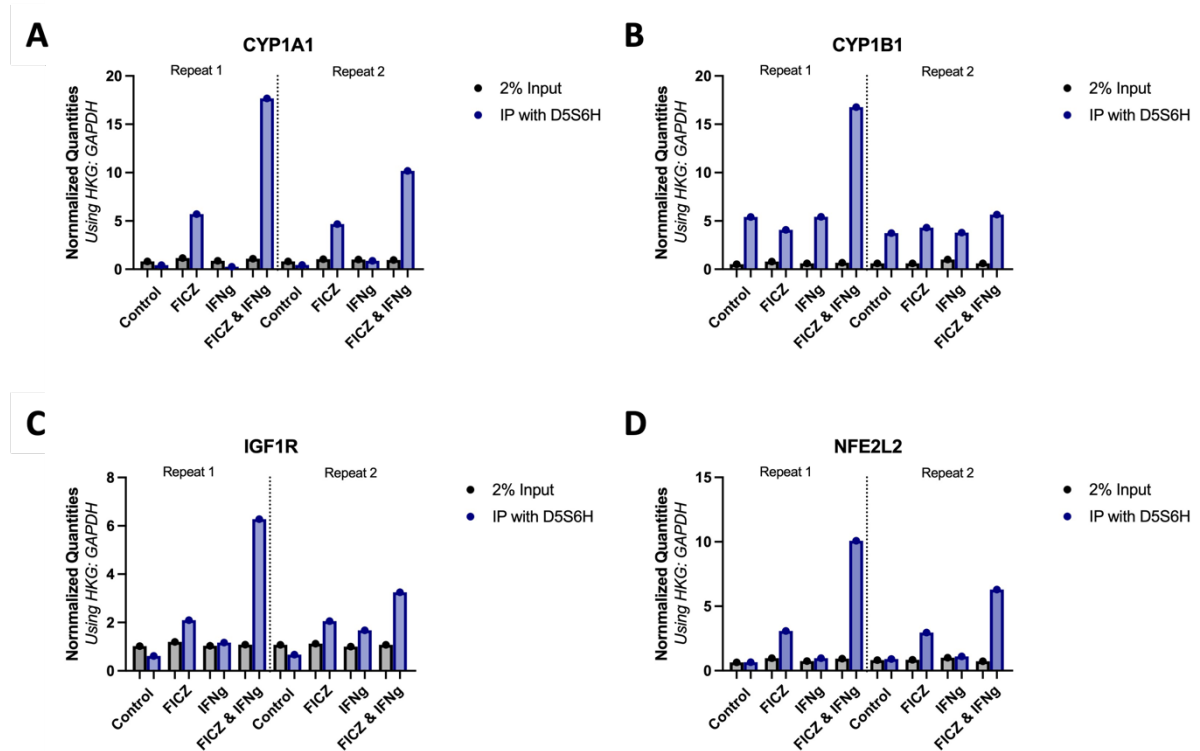 A
CYP1A1
Repeat 1
Repeat 2
Nornmalized Quantities
Using HKG: GAPDH
20
15
10
5
0
Control
FICZ
IFNg
FICZ & IFNg
Control
FICZ
IFNg
FICZ & IFNg
2% Input
IP with D5S6H
B
CYP1B1
Repeat 1
Repeat 2
Nornmalized Quantities
Using HKG: GAPDH
20
15
10
5
0
Control
FICZ
IFNg
FICZ & IFNg
Control
FICZ
IFNg
FICZ & IFNg
2% Input
IP with D5S6H
C
IGF1R
Repeat 1
Repeat 2
Nornmalized Quantities
Using HKG: GAPDH
8
6
4
2
0
Control
FICZ
IFNg
FICZ & IFNg
Control
FICZ
IFNg
FICZ & IFNg
2% Input
IP with D5S6H
D
NFE2L2
Repeat 1
Repeat 2
Nornmalized Quantities
Using HKG: GAPDH
15
10
5
0
Control
FICZ
IFNg
FICZ & IFNg
Control
FICZ
IFNg
FICZ & IFNg
2% Input
IP with D5S6H